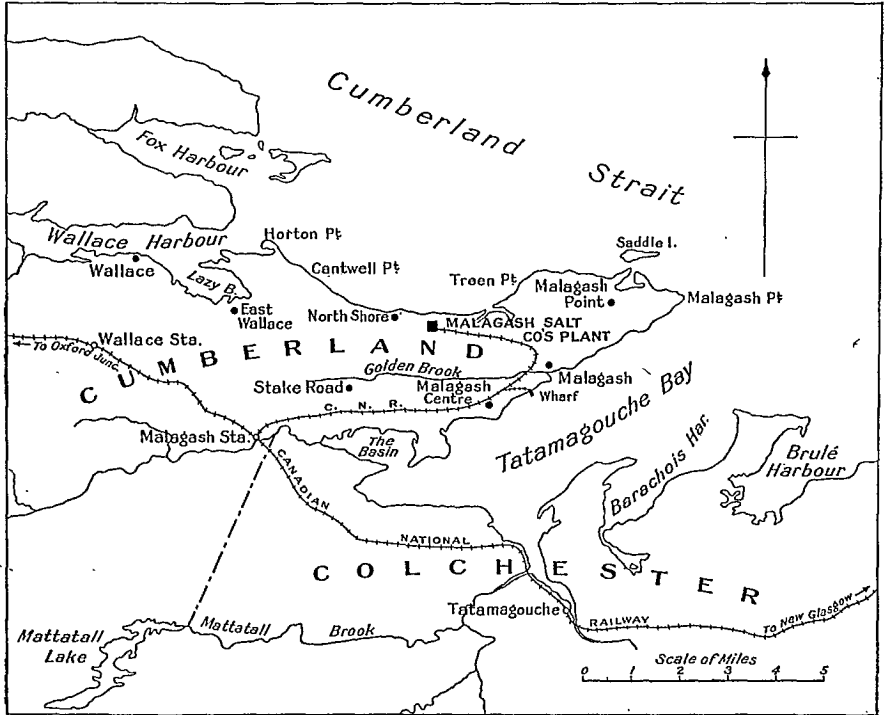 Cumberland
Strait
Fox Harbour
Wallace Harbour
Wallace
Lazy B.
East
Wallace
Horton Pt.
Cantwell Pt.
North Shore
Treen Pt.
Saddle I.
Malagash
Point
Malagash Pt.
MALAGASH SALT
CO'S PLANT
Wallace Sta.
To Oxford Junc.
CUMBERLAND
Golden Brook
Stake Road
Malagash
Centre
Malagash
Wharf
C. N. R.
Malagash Sta.
The
Basin
Tatamagouche Bay
Barachois Har.
Brulé
Harbour
CANADIAN
NATIONAL
RAILWAY
COLCHESTER
Tatamagouche
To New Glasgow
Mattatall
Lake
Mattatall Brook
Scale of Miles
0 1 2 3 4 5